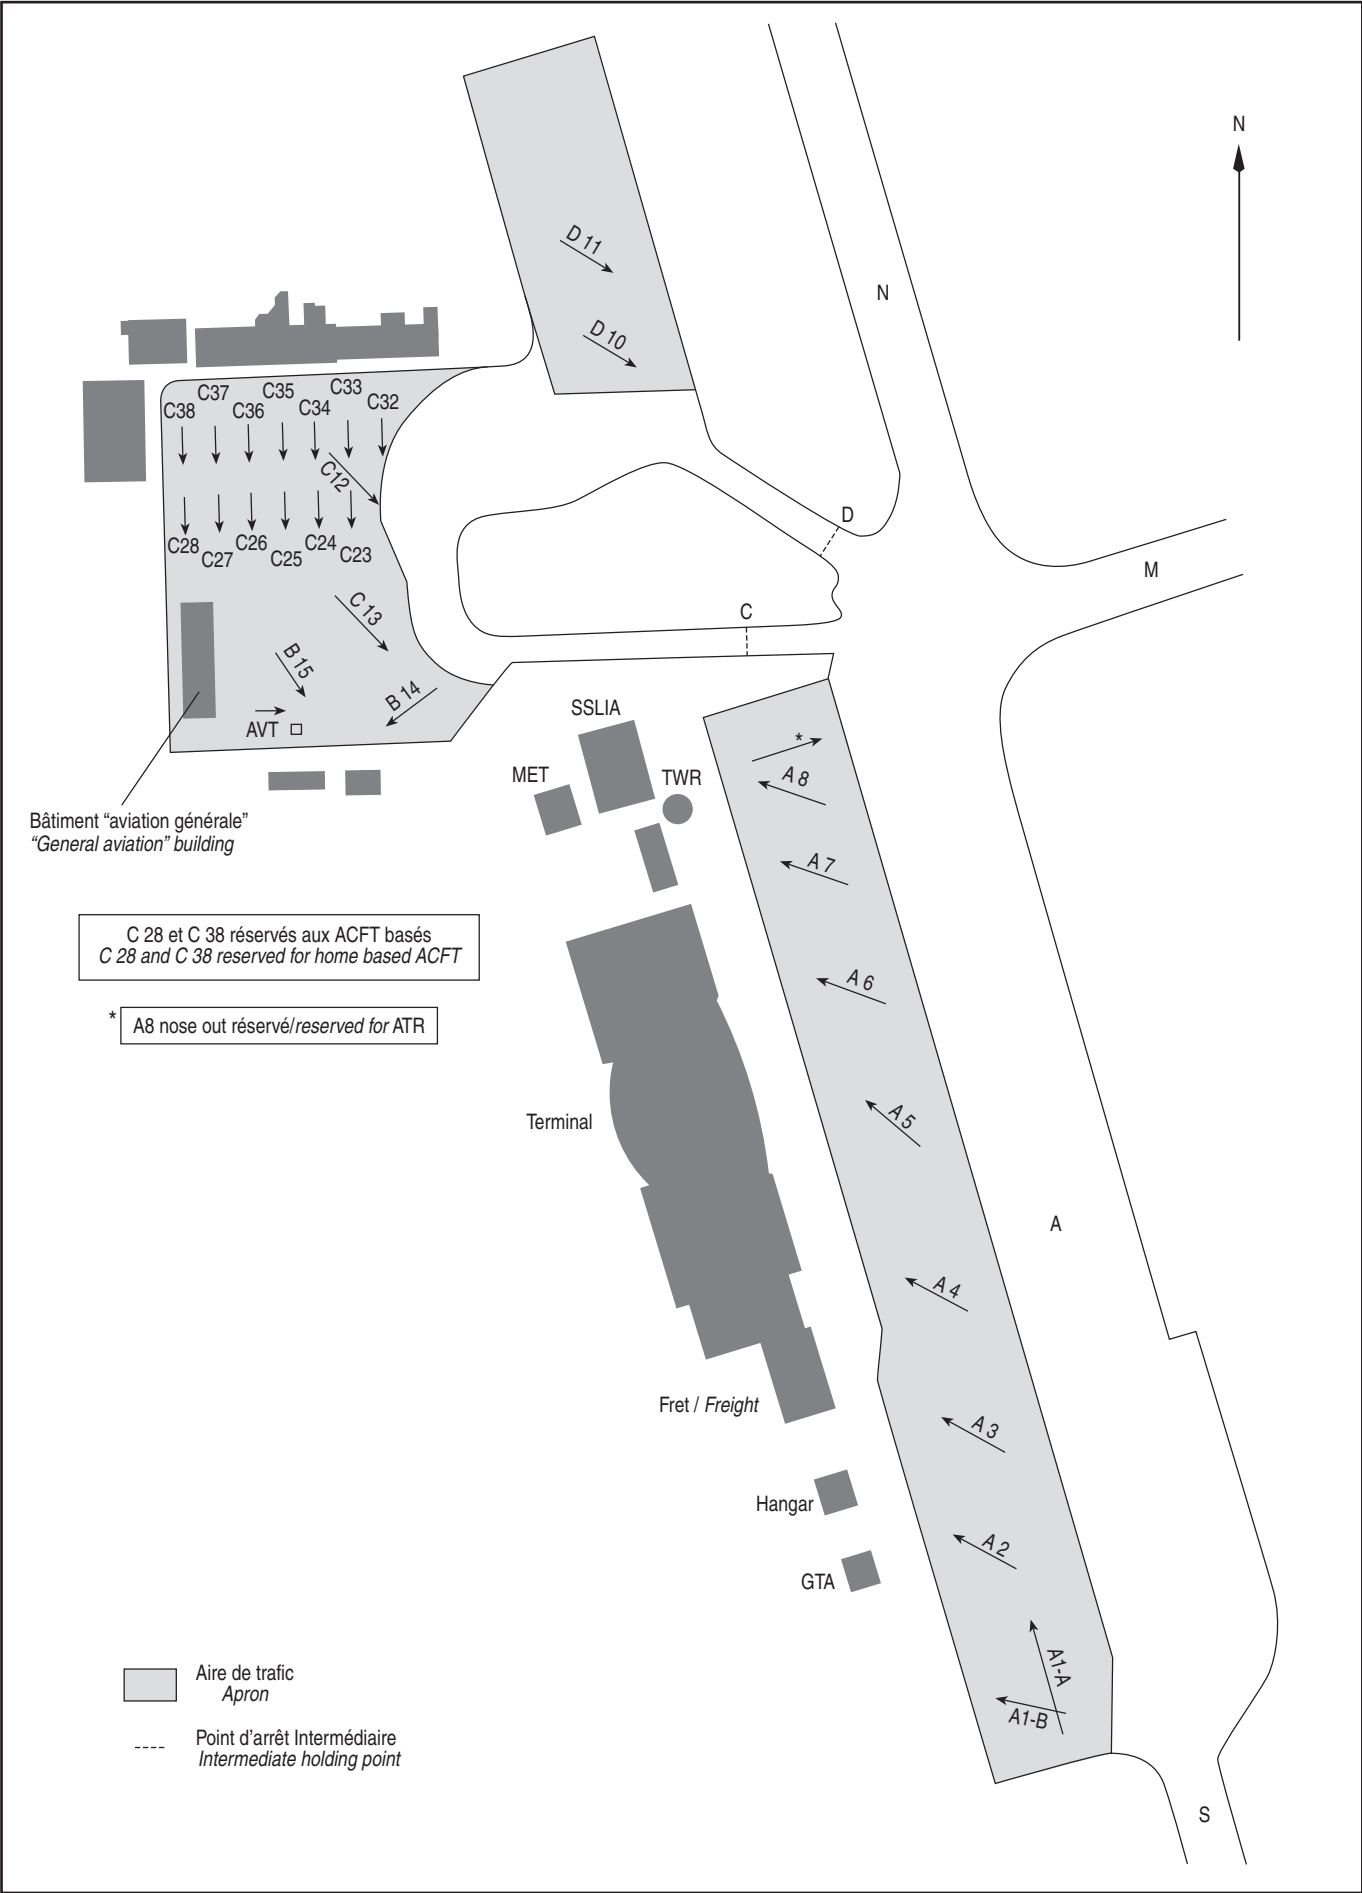 N
D 11
N
D 10
C33
C35
C37
C32
C34
C36
C38
C12
D
C24
C26
C28
C23
C25
C27
M
C 13
C
B 15
B 14
SSLIA
AVT
*
MET
TWR
A 8
Bâtiment “aviation générale”
“General aviation” building
A 7
C 28 et C 38 réservés aux ACFT basés
C 28 and C 38 reserved for home based ACFT
A 6
* A8 nose out réservé/reserved for ATR
Terminal
A 5
A
A 4
Fret / Freight
A 3
Hangar
A 2
GTA
A1-A
Aire de trafic
Apron
A1-B
Point d’arrêt Intermédiaire
Intermediate holding point
S